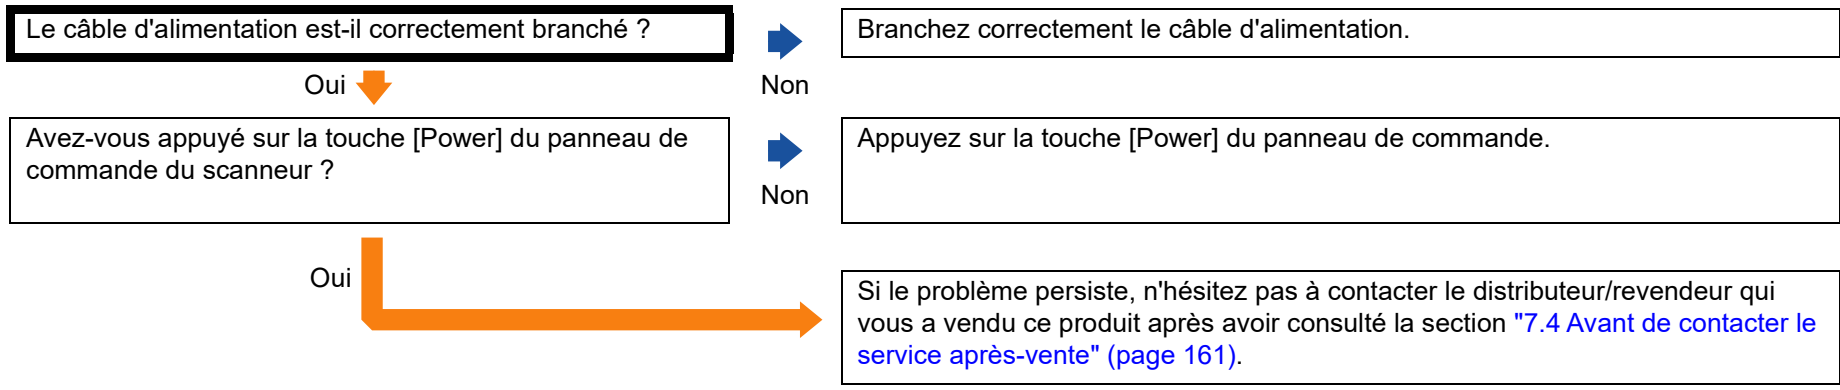 Le câble d'alimentation est-il correctement branché ?
Branchez correctement le câble d'alimentation.
Oui
Non
Avez-vous appuyé sur la touche [Power] du panneau de
commande du scanneur ?
Appuyez sur la touche [Power] du panneau de commande.
Non
Oui
Si le problème persiste, n'hésitez pas à contacter le distributeur/revendeur qui
vous a vendu ce produit après avoir consulté la section "7.4 Avant de contacter le
service après-vente" (page 161).